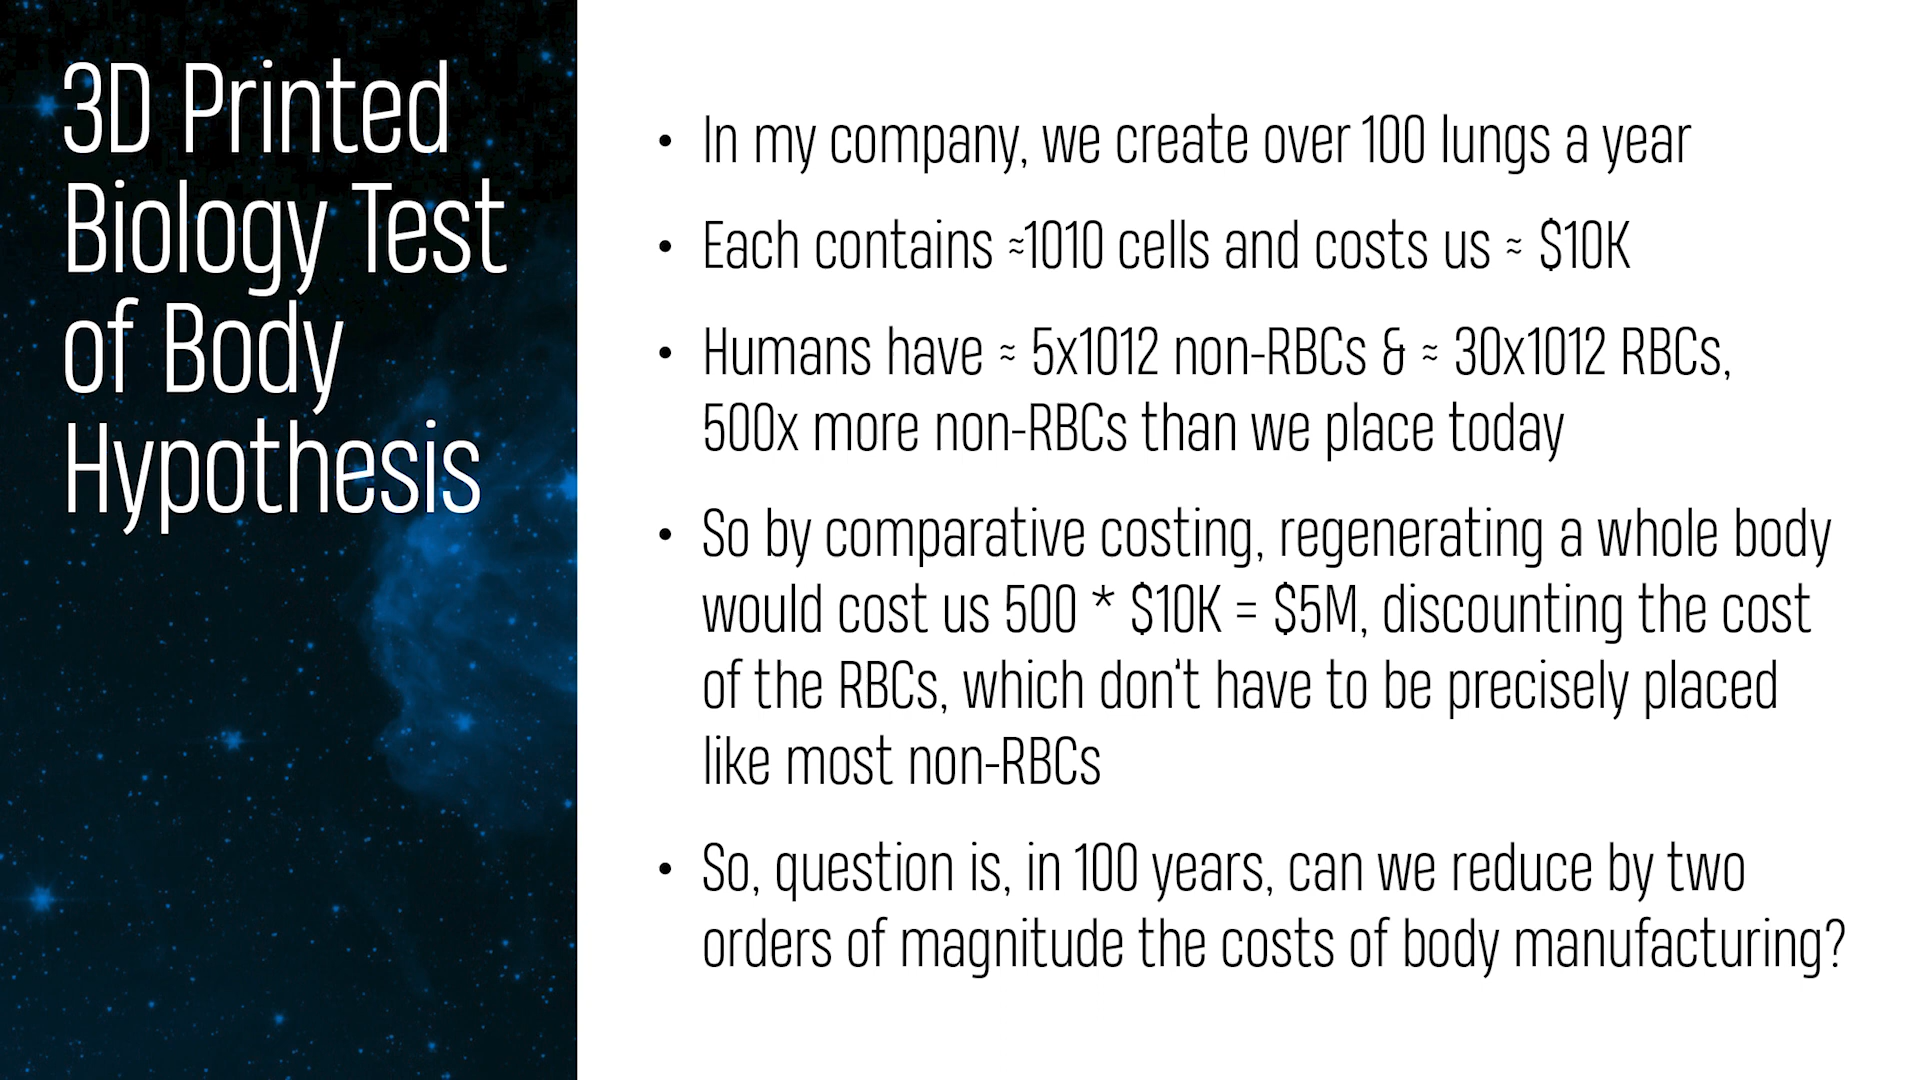 3D Printed
Biology Test
of Body
Hypothesis
• In my company, we create over 100 lungs a year
• Each contains ≈1010 cells and costs us ≈ $10K
• Humans have ≈ 5x1012 non-RBCs & ≈ 30x1012 RBCs,
500x more non-RBCs than we place today
• So by comparative costing, regenerating a whole body
would cost us 500 * $10K = $5M, discounting the cost
of the RBCs, which don't have to be precisely placed
like most non-RBCs
• So, question is, in 100 years, can we reduce by two
orders of magnitude the costs of body manufacturing?